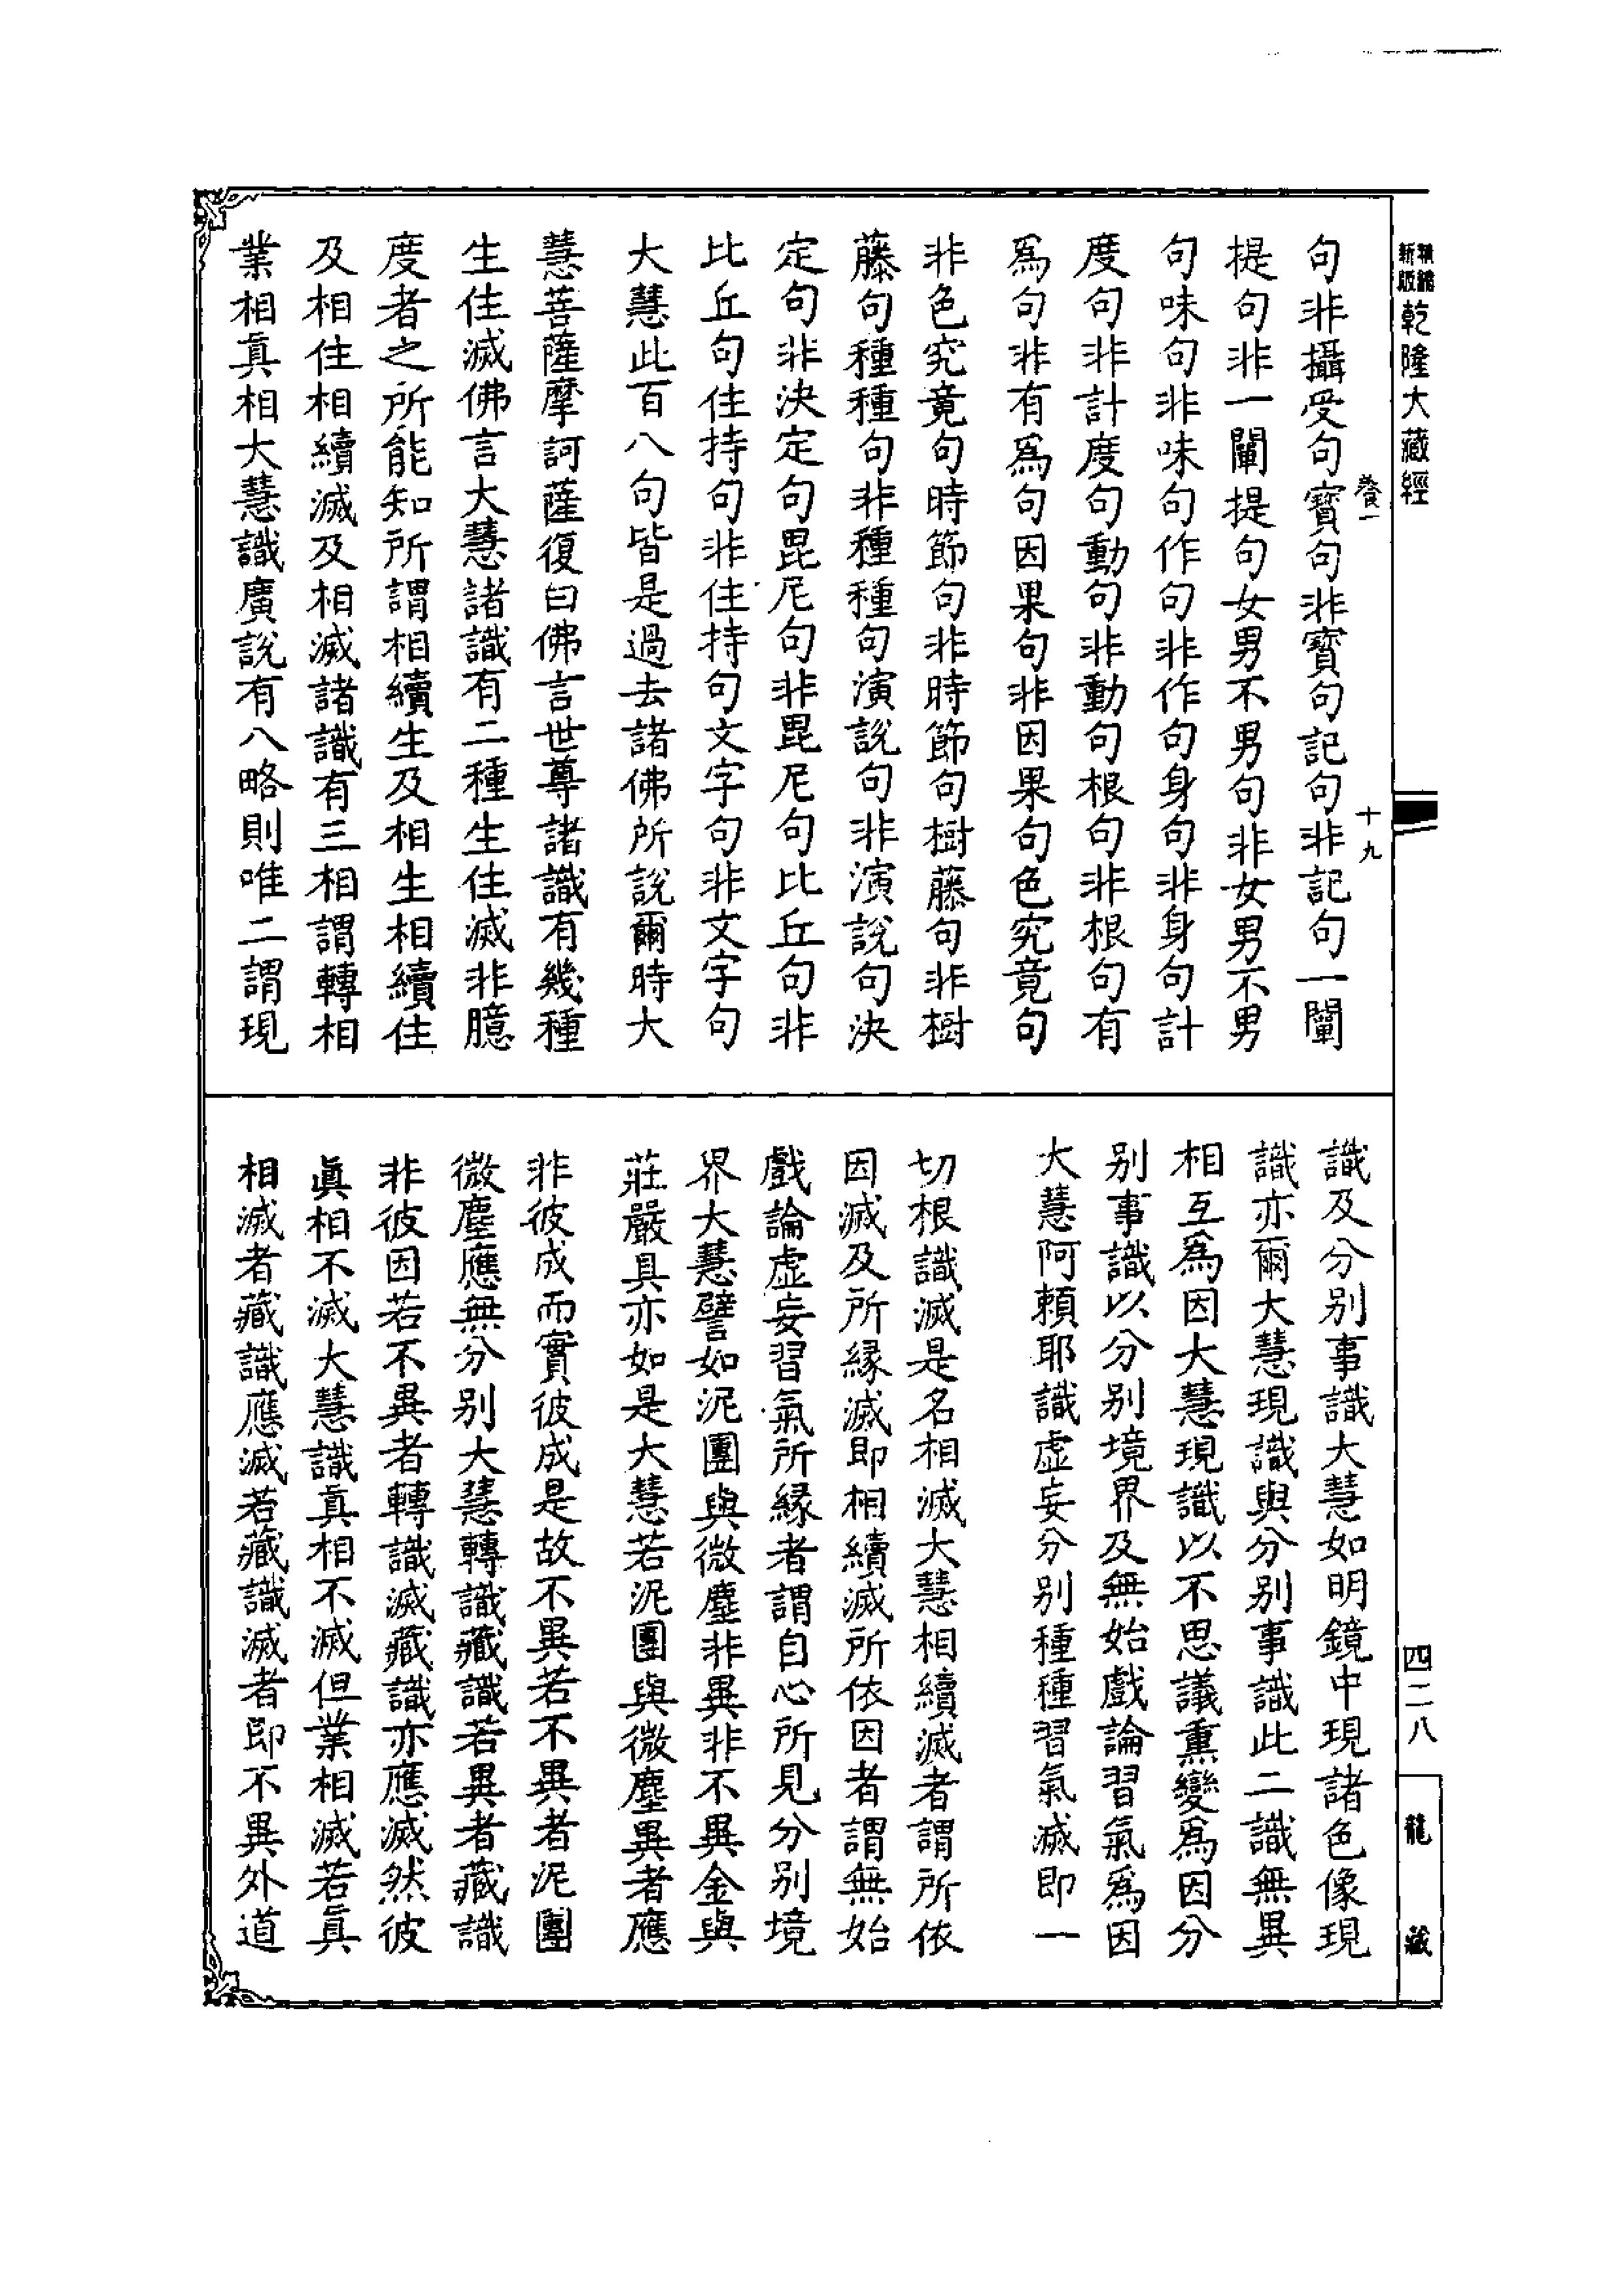 精繕新版乾隆大藏經
卷一
十九
句非攝受句寶句非寶句記句非記句一闡
提句非一闡提句女男不男句非女男不男
句味句非味句作句非作句身句非身句計
度句非計度句動句非動句根句非根句有
爲句非有爲句因果句非因果句色究竟句
非色究竟句時節句非時節句樹藤句非樹
藤句種種句非種種句演說句非演說句決
定句非決定句毘尼句非毘尼句比丘句非
比丘句住持句非住持句文字句非文字句
大慧此百八句皆是過去諸佛所說爾時大
慧菩薩摩訶薩復白佛言世尊諸識有幾種
生住滅佛言大慧諸識有二種生住滅非臆
度者之所能知所謂相續生及相生相續住
及相住相續滅及相滅諸識有三相謂轉相
業相眞相大慧識廣說有八略則唯二謂現
識及分别事識大慧如明鏡中現諸色像現
識亦爾大慧現識與分别事識此二識無異
相互爲因大慧現識以不思議熏變爲因分
别事識以分别境界及無始戲論習氣爲因
大慧阿賴耶識虛妄分别種種習氣滅即一
切根識滅是名相滅大慧相續滅者謂所依
因滅及所緣滅即相續滅所依因者謂無始
戲論虛妄習氣所緣者謂自心所見分别境
界大慧譬如泥團與微塵非異非不異金與
莊嚴具亦如是大慧若泥團與微塵異者應
非彼成而實彼成是故不異若不異者泥團
微塵應無分别大慧轉識藏識若異者藏識
非彼因若不異者轉識滅藏識亦應滅然彼
眞相不滅大慧識眞相不滅但業相滅若眞
相滅者藏識應滅若藏識滅者即不異外道
四二八
龍藏